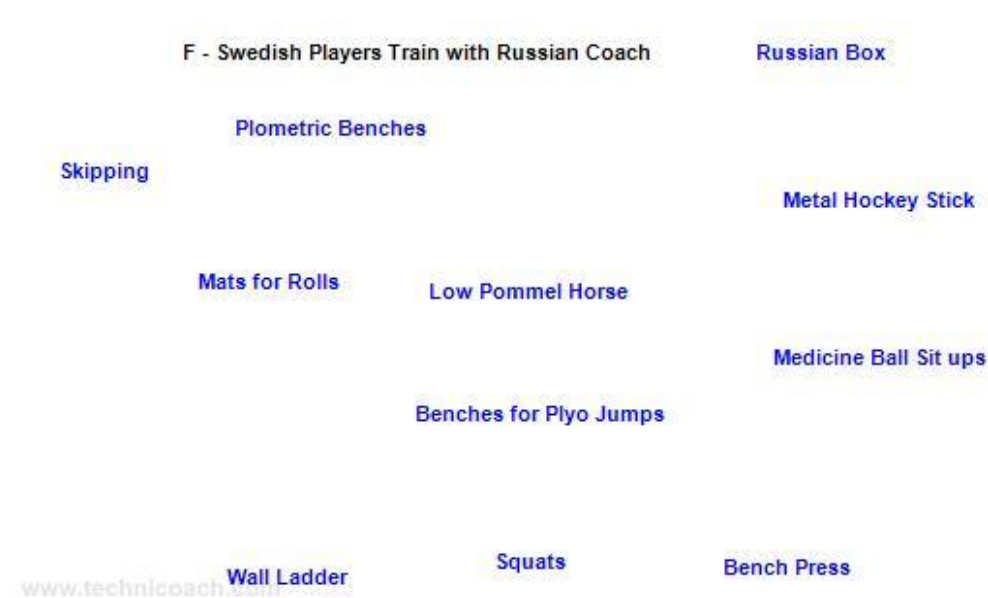 F - Swedish Players Train with Russian Coach
Russian Box
Plometric Benches
Skipping
Metal Hockey Stick
Mats for Rolls
Low Pommel Horse
Medicine Ball Sit ups
Benches for Plyo Jumps
Squats
Bench Press
Wall Ladder
www.technicoach.com